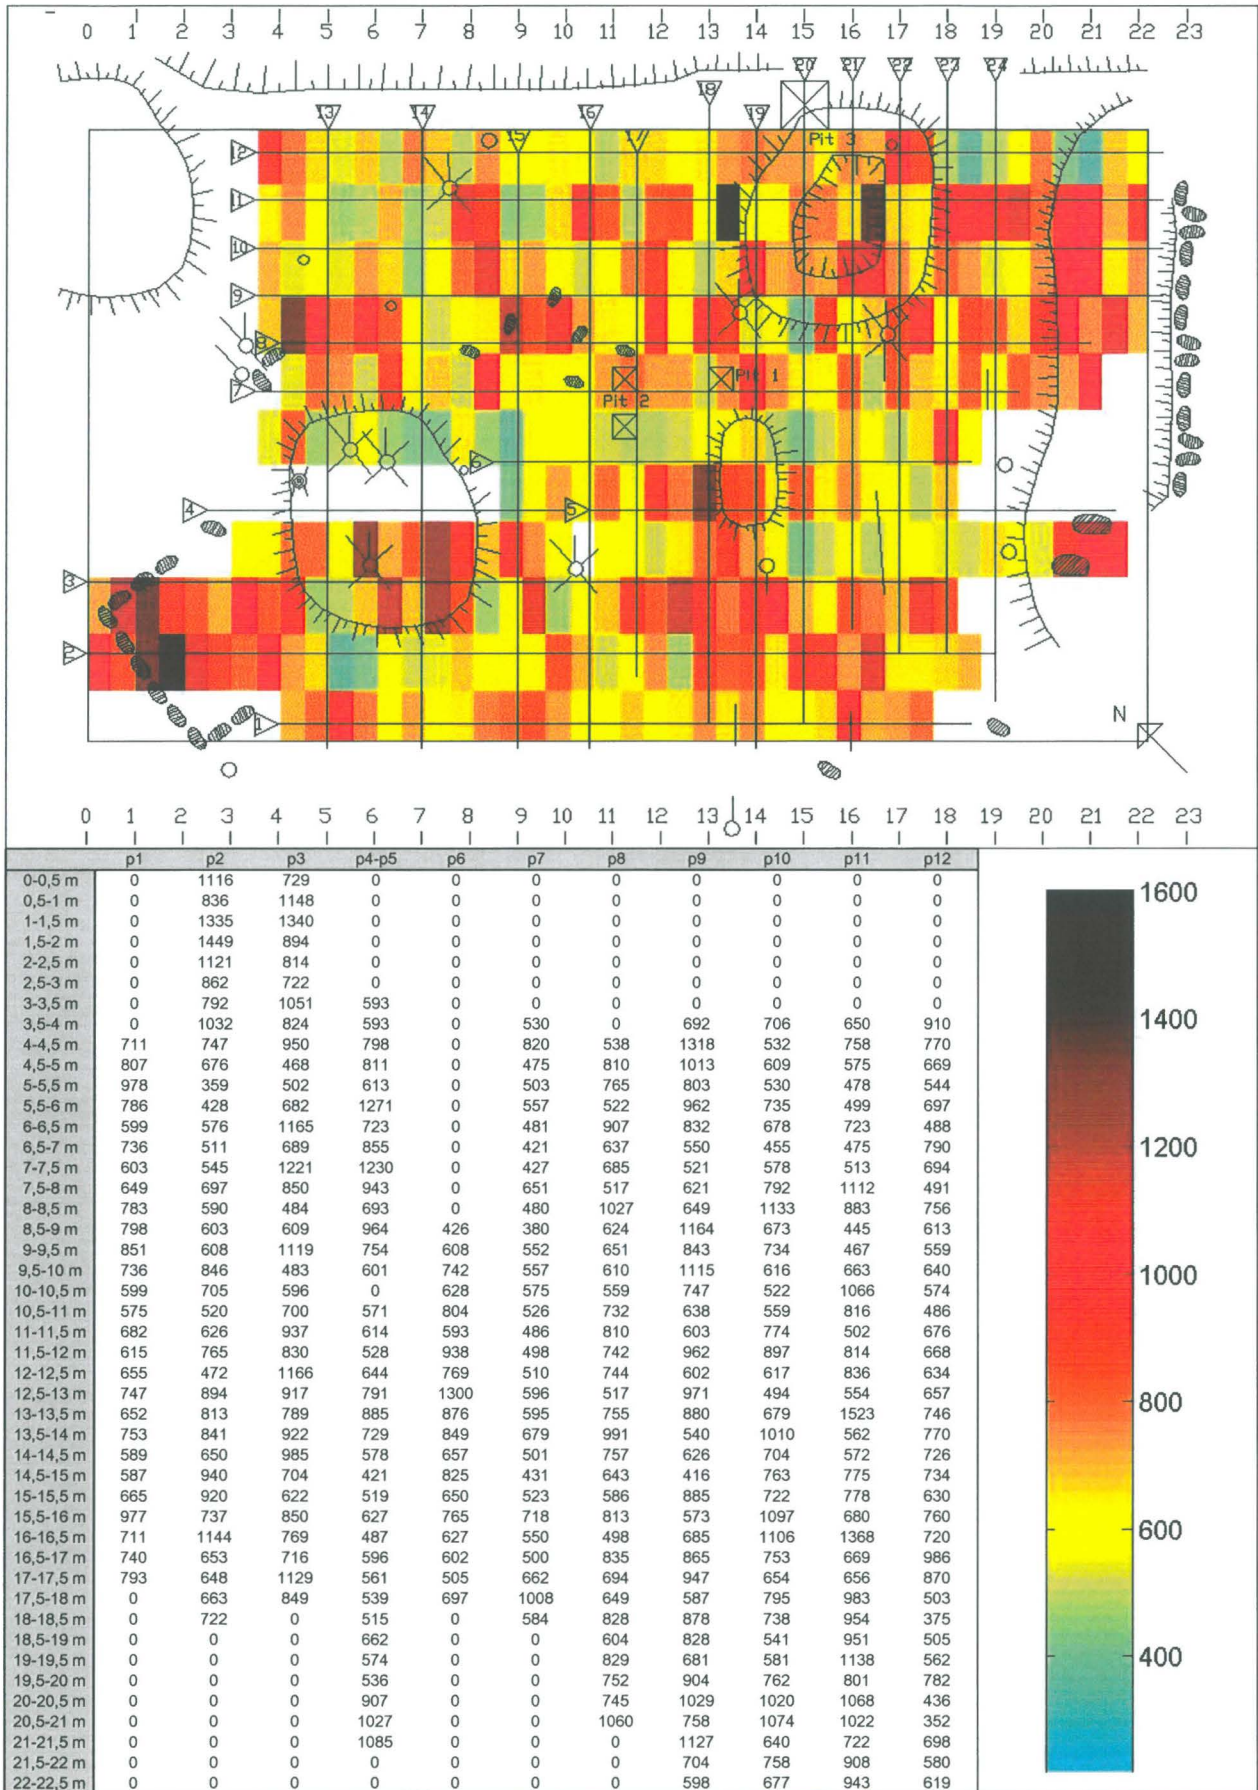 0 1 2 3 4 5 6 7 8 9 10 11 12 13 14 15 16 17 18 19 20 21 22 23
20 21 22 23 24
18
13 14 16 19
15 17
Pit 3
12
11
10
9
8
7
Pit 1
Pit 2
6
4 5
3
2
1
N
0 1 2 3 4 5 6 7 8 9 10 11 12 13 14 15 16 17 18 19 20 21 22 23
p1 p2 p3 p4-p5 p6 p7 p8 p9 p10 p11 p12
0-0,5 m 0 1116 729 0 0 0 0 0 0 0 0
0,5-1 m 0 836 1148 0 0 0 0 0 0 0 0
1-1,5 m 0 1335 1340 0 0 0 0 0 0 0 0
1,5-2 m 0 1449 894 0 0 0 0 0 0 0 0
2-2,5 m 0 1121 814 0 0 0 0 0 0 0 0
2,5-3 m 0 862 722 0 0 0 0 0 0 0 0
3-3,5 m 0 792 1051 593 0 0 0 0 0 0 0
3,5-4 m 0 1032 824 593 0 530 0 692 706 650 910
4-4,5 m 711 747 950 798 0 820 538 1318 532 758 770
4,5-5 m 807 676 468 811 0 475 810 1013 609 575 669
5-5,5 m 978 359 502 613 0 503 765 803 530 478 544
5,5-6 m 786 428 682 1271 0 557 522 962 735 499 697
6-6,5 m 599 576 1165 723 0 481 907 832 678 723 488
6,5-7 m 736 511 689 855 0 421 637 550 455 475 790
7-7,5 m 603 545 1221 1230 0 427 685 521 578 513 694
7,5-8 m 649 697 850 943 0 651 517 621 792 1112 491
8-8,5 m 783 590 484 693 0 480 1027 649 1133 883 756
8,5-9 m 798 603 609 964 426 380 624 1164 673 445 613
9-9,5 m 851 608 1119 754 608 552 651 843 734 467 559
9,5-10 m 736 846 483 601 742 557 610 1115 616 663 640
10-10,5 m 599 705 596 0 628 575 559 747 522 1066 574
10,5-11 m 575 520 700 571 804 526 732 638 559 816 486
11-11,5 m 682 626 937 614 593 486 810 603 774 502 676
11,5-12 m 615 765 830 528 938 498 742 962 897 814 668
12-12,5 m 655 472 1166 644 769 510 744 602 617 836 634
12,5-13 m 747 894 917 791 1300 596 517 971 494 554 657
13-13,5 m 652 813 789 885 876 595 755 880 679 1523 746
13,5-14 m 753 841 922 729 849 679 991 540 1010 562 770
14-14,5 m 589 650 985 578 657 501 757 626 704 572 726
14,5-15 m 587 940 704 421 825 431 643 416 763 775 734
15-15,5 m 665 920 622 519 650 523 586 885 722 778 630
15,5-16 m 977 737 850 627 765 718 813 573 1097 680 760
16-16,5 m 711 1144 769 487 627 550 498 685 1106 1368 720
16,5-17 m 740 653 716 596 602 500 835 865 753 669 986
17-17,5 m 793 648 1129 561 505 662 694 947 654 656 870
17,5-18 m 0 663 849 539 697 1008 649 587 795 983 503
18-18,5 m 0 722 0 515 0 584 828 878 738 954 375
18,5-19 m 0 0 0 662 0 0 604 828 541 951 505
19-19,5 m 0 0 0 574 0 0 829 681 581 1138 562
19,5-20 m 0 0 0 536 0 0 752 904 762 801 782
20-20,5 m 0 0 0 907 0 0 745 1029 1020 1068 436
20,5-21 m 0 0 0 1027 0 0 1060 758 1074 1022 352
21-21,5 m 0 0 0 1085 0 0 0 1127 640 722 698
21,5-22 m 0 0 0 0 0 0 0 704 758 908 580
22-22,5 m 0 0 0 0 0 0 0 598 677 943 619
1600
1400
1200
1000
800
600
400